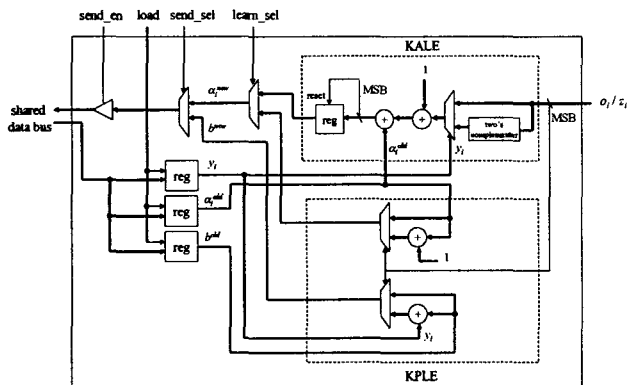 send_en load send_sel learn_sel
KALE
α_i^new
reset
MSB
1
o_i / z_i
MSB
shared
data bus
reg
+
+
two's
complementer
b^new
α_i^old
y_i
reg
y_i
reg
α_i^old
reg
b^old
+
1
+
y_i
KPLE